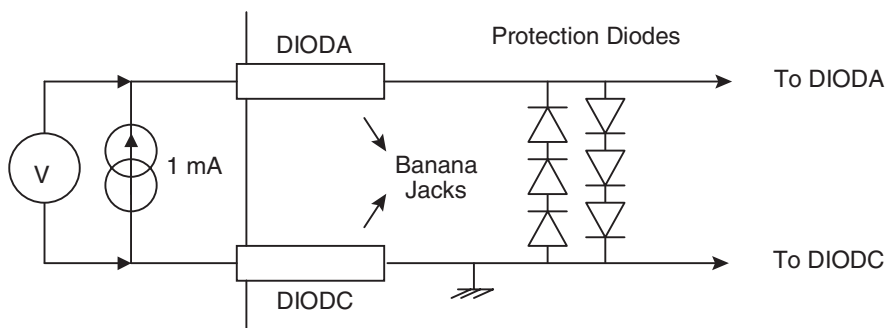 DIODA
Protection Diodes
To DIODA
V
1 mA
Banana
Jacks
To DIODC
DIODC